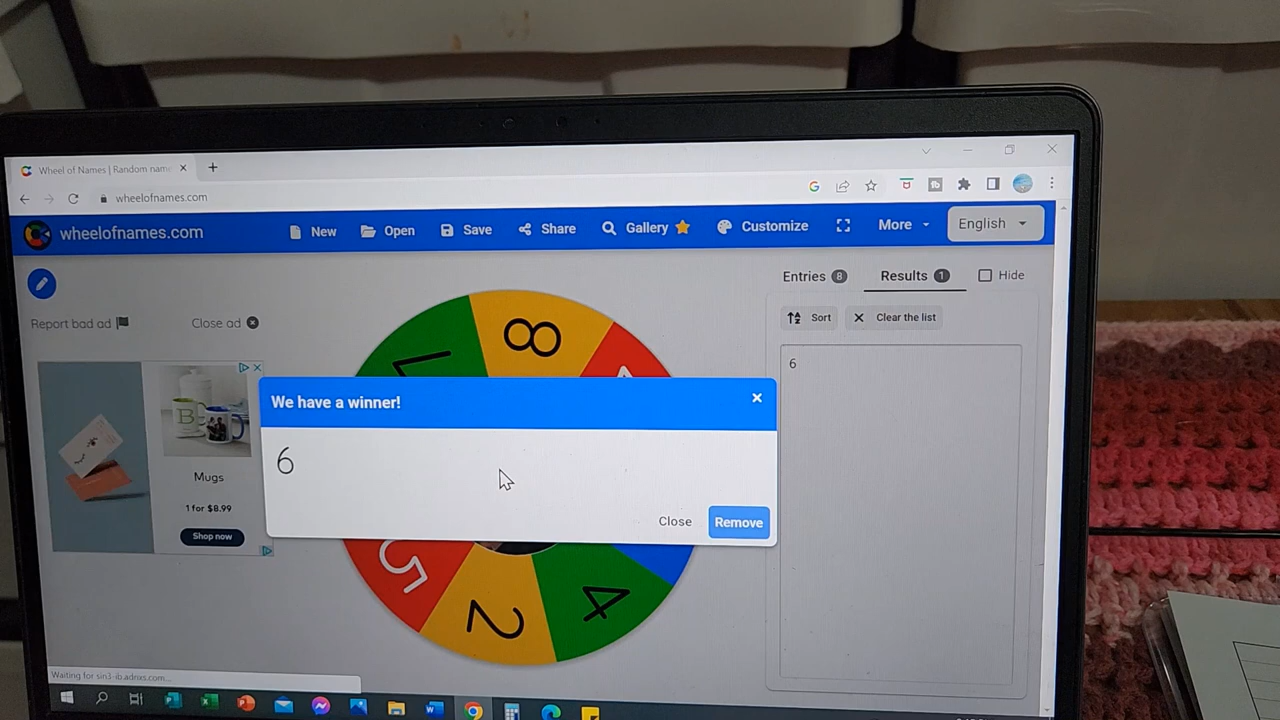 Wheel of Names | Random nam
wheelofnames.com
wheelofnames.com New Open Save Share Gallery Customize More English
Entries 8 Results 1 Hide
Report bad ad Close ad
Sort Clear the list
6
8
We have a winner!
6
Close Remove
B
Mugs
1 for $8.99
Shop now
5
2
4
Waiting for sin3-ib.adnxs.com...